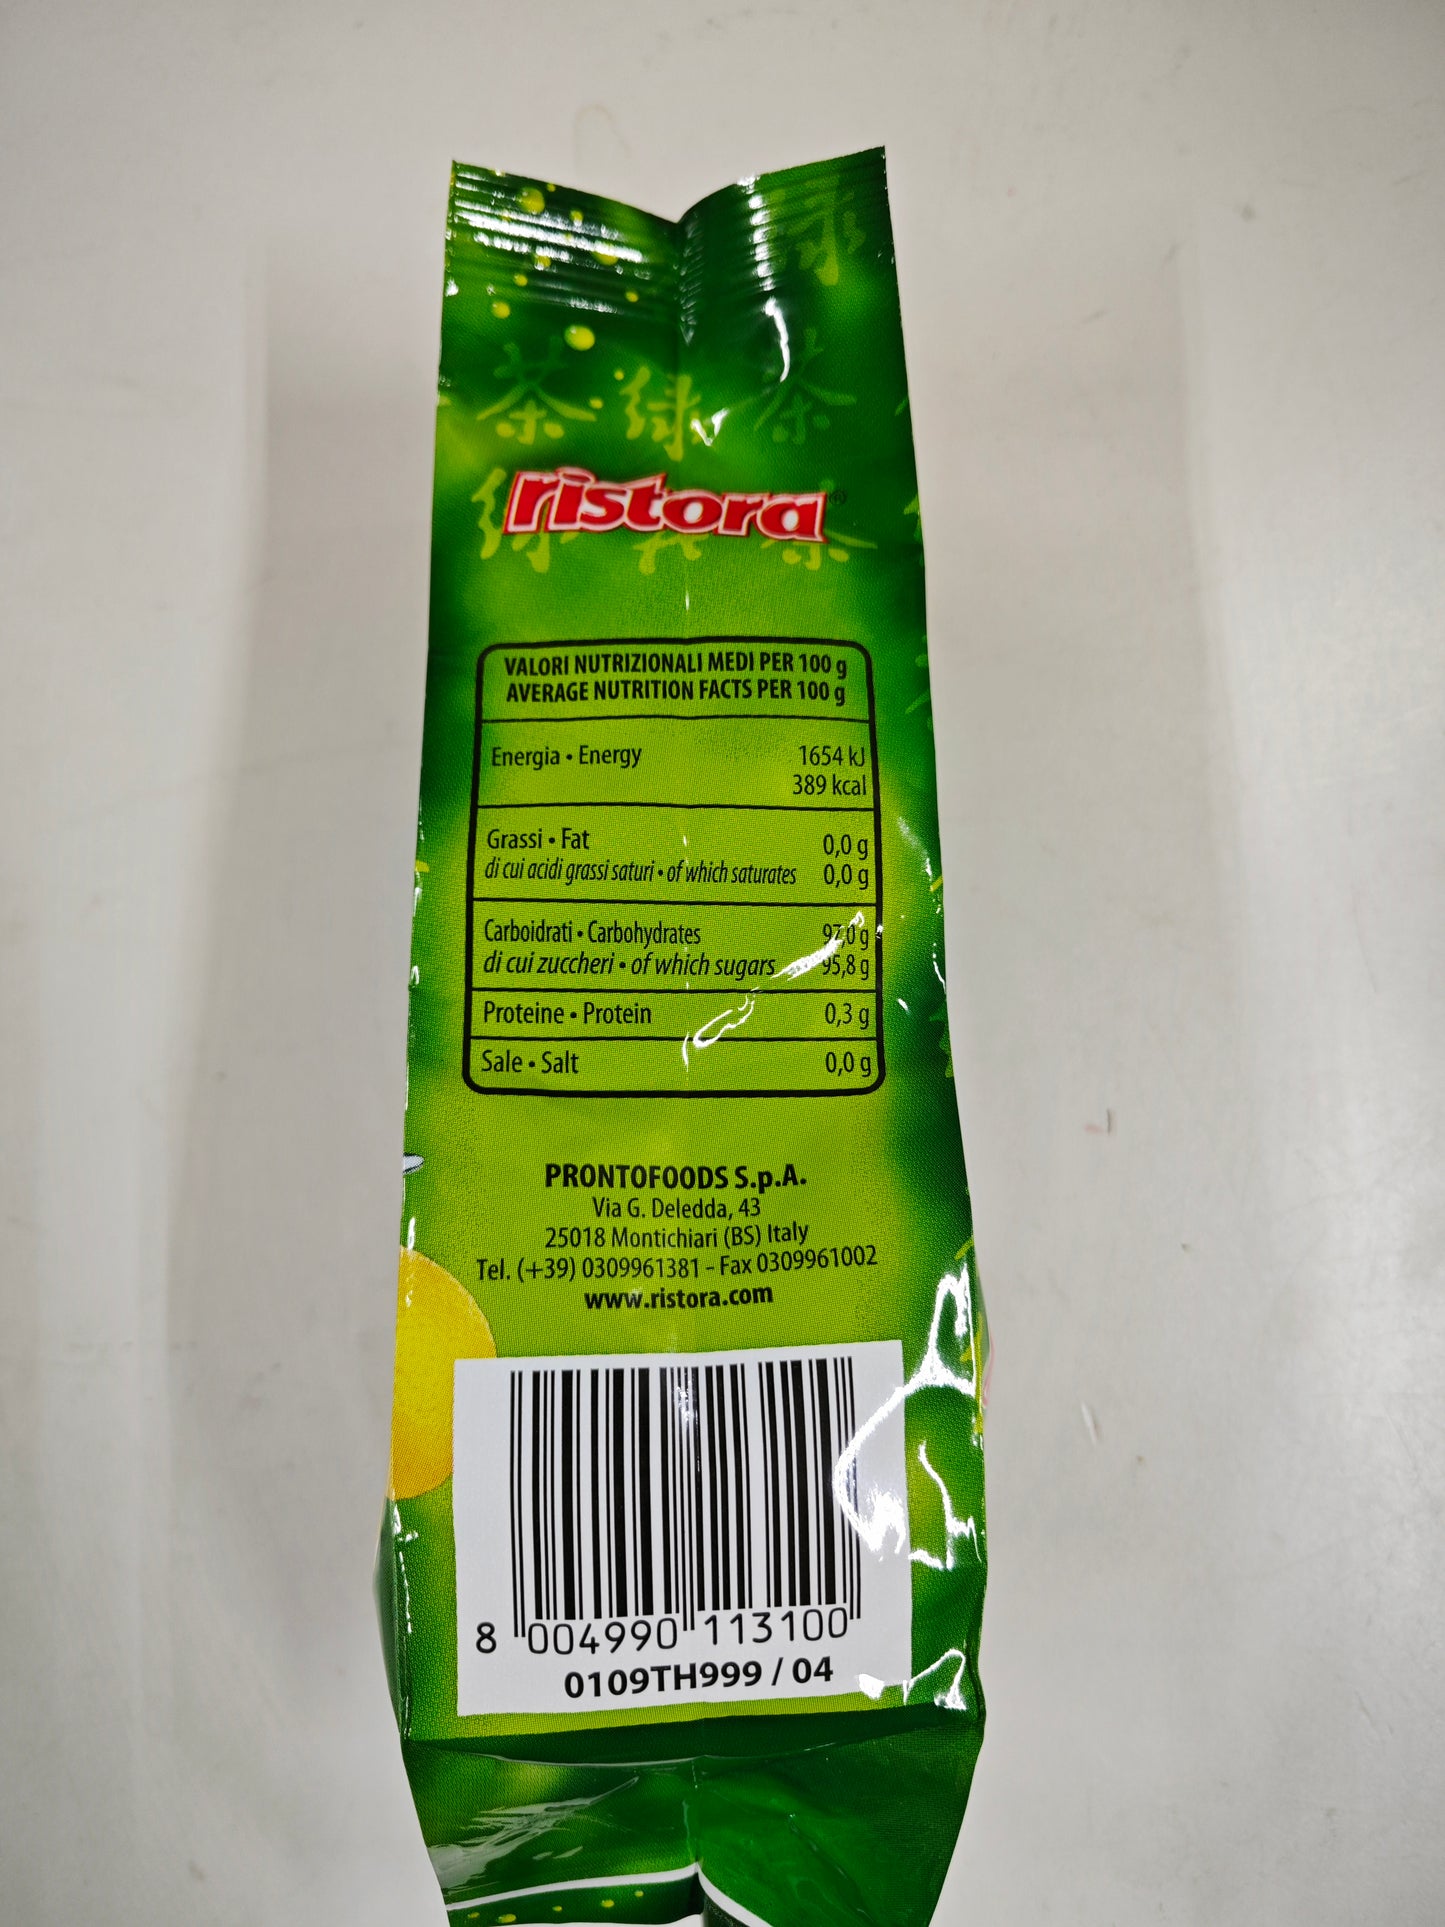 茶 绿 茶
ristora®
VALORI NUTRIZIONALI MEDI PER 100 g
AVERAGE NUTRITION FACTS PER 100 g
Energia • Energy 1654 kJ
389 kcal
Grassi • Fat 0,0 g
di cui acidi grassi saturi • of which saturates 0,0 g
Carboidrati • Carbohydrates 97,0 g
di cui zuccheri • of which sugars 95,8 g
Proteine • Protein 0,3 g
Sale • Salt 0,0 g
PRONTOFOODS S.p.A.
Via G. Deledda, 43
25018 Montichiari (BS) Italy
Tel. (+39) 0309961381 - Fax 0309961002
www.ristora.com
8 004990 113100
0109TH999 / 04